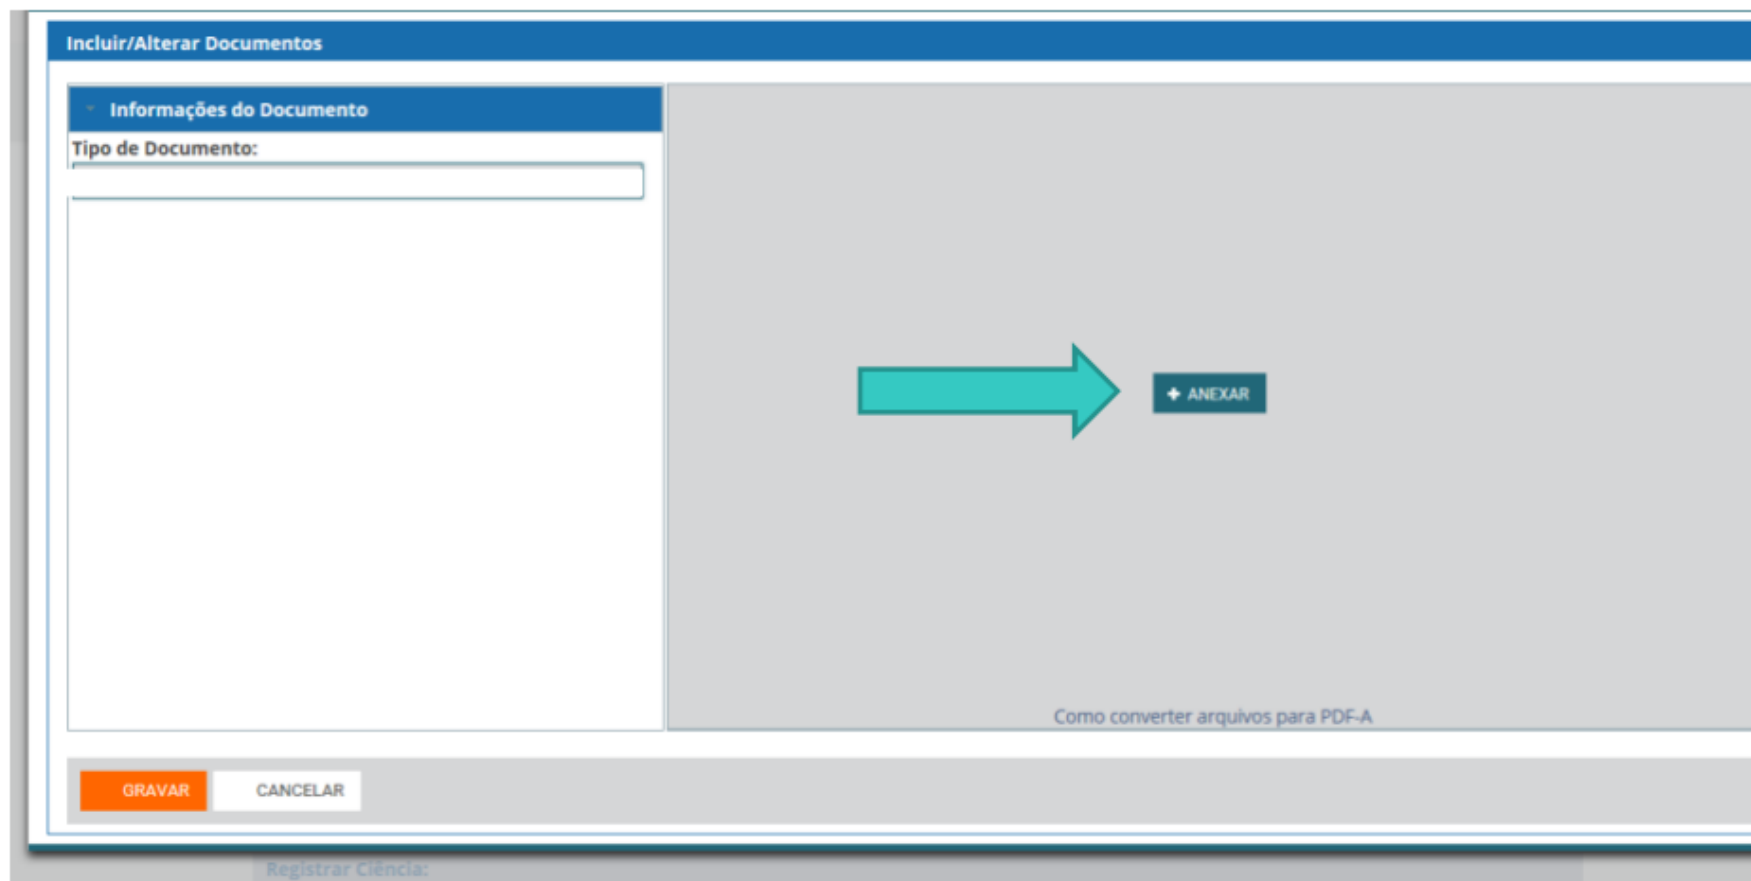 Incluir/Alterar Documentos
Informações do Documento
Tipo de Documento:
+ ANEXAR
Como converter arquivos para PDF-A
GRAVAR
CANCELAR
Registrar Ciência: